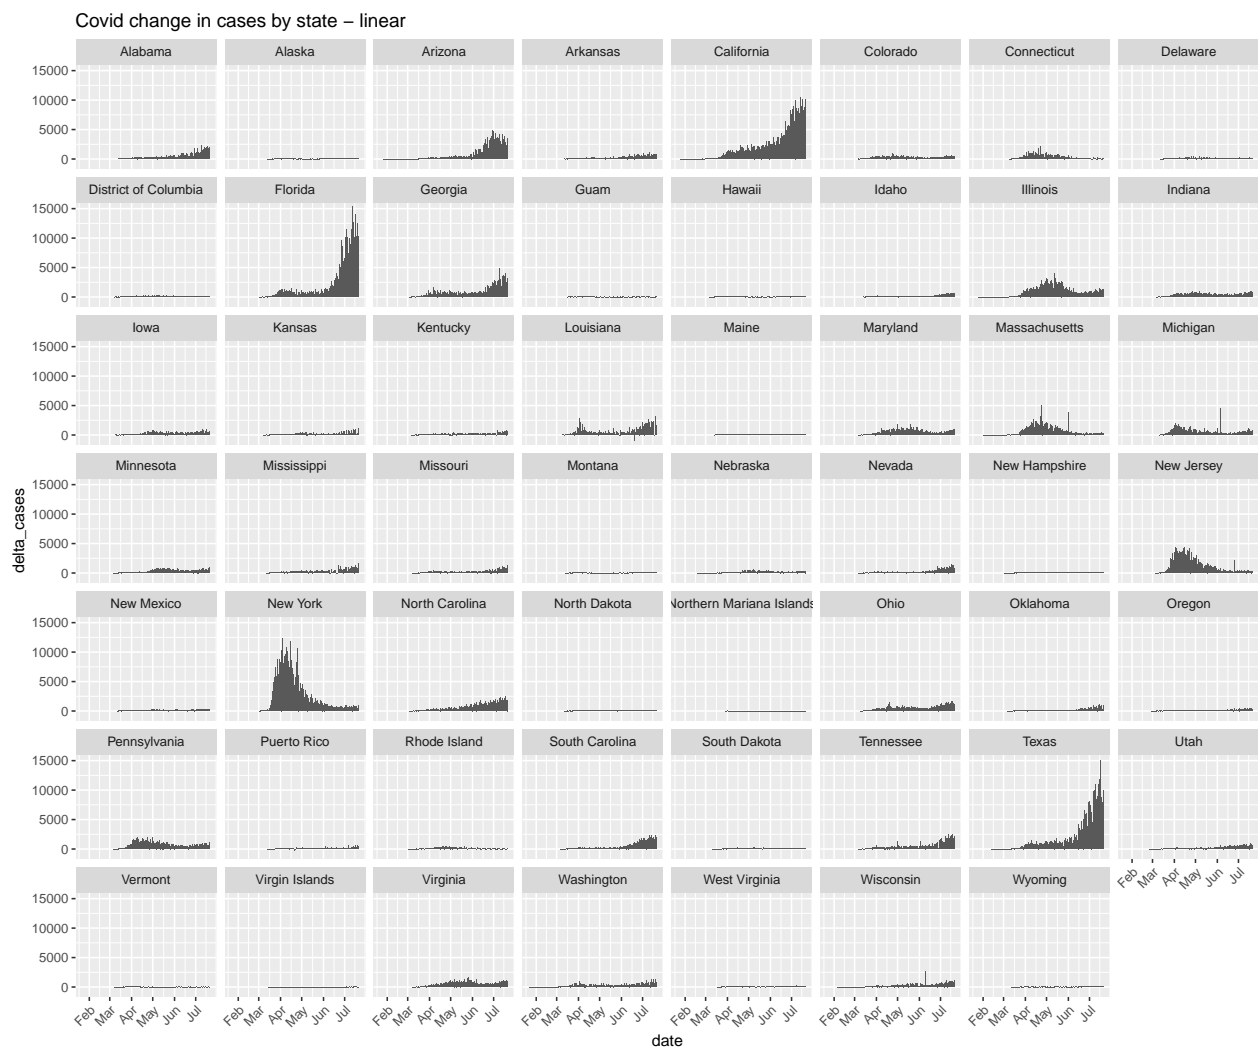 Covid change in cases by state – linear
Alabama Alaska Arizona Arkansas California Colorado Connecticut Delaware
15000
10000
5000
0
District of Columbia Florida Georgia Guam Hawaii Idaho Illinois Indiana
15000
10000
5000
0
Iowa Kansas Kentucky Louisiana Maine Maryland Massachusetts Michigan
15000
10000
5000
0
Minnesota Mississippi Missouri Montana Nebraska Nevada New Hampshire New Jersey
15000
10000
5000
0
delta_cases
New Mexico New York North Carolina North Dakota Northern Mariana Islands Ohio Oklahoma Oregon
15000
10000
5000
0
Pennsylvania Puerto Rico Rhode Island South Carolina South Dakota Tennessee Texas Utah
15000
10000
5000
0
Feb Mar Apr May Jun Jul
Vermont Virgin Islands Virginia Washington West Virginia Wisconsin Wyoming
15000
10000
5000
0
Feb Mar Apr May Jun Jul Feb Mar Apr May Jun Jul Feb Mar Apr May Jun Jul Feb Mar Apr May Jun Jul Feb Mar Apr May Jun Jul Feb Mar Apr May Jun Jul Feb Mar Apr May Jun Jul
date